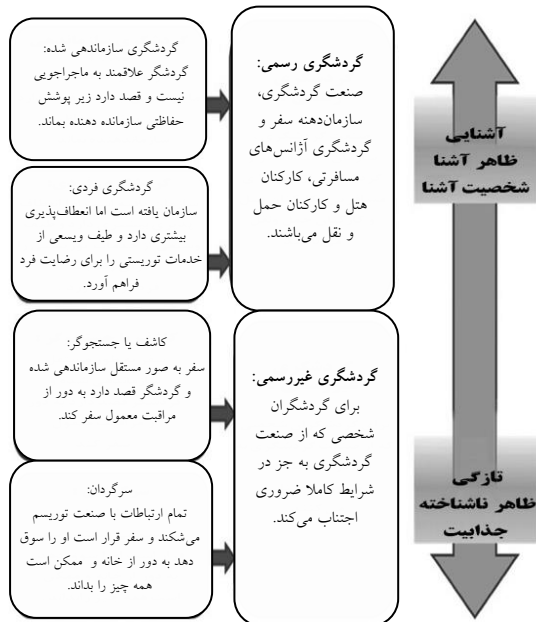 گردشگری سازماندهی شده:
گردشگر علاقمند به ماجراجویی
نیست و قصد دارد زیر پوشش
حفاظتی سازمانده دهنده بماند.
گردشگری فردی:
سازمان یافته است اما انعطاف‌پذیری
بیشتری دارد و طیف ویسعی از
خدمات توریستی را برای رضایت فرد
فراهم آورد.
گردشگری رسمی:
صنعت گردشگری،
سازمان‌دهنه سفر و
گردشگری آژانس‌های
مسافرتی، کارکنان
هتل و کارکنان حمل
و نقل می‌باشند.
آشنایی
ظاهر آشنا
شخصیت آشنا
کاشف یا جستجوگر:
سفر به صور مستقل سازماندهی شده
و گردشگر قصد دارد به دور از
مراقبت معمول سفر کند.
سرگردان:
تمام ارتباطات با صنعت توریسم
می‌شکند و سفر قرار است او را سوق
دهد به دور از خانه و ممکن است
همه چیز را بداند.
گردشگری غیررسمی:
برای گردشگران
شخصی که از صنعت
گردشگری به جز در
شرایط کاملا ضروری
اجتناب می‌کند.
تازگی
ظاهر ناشناخته
جذابیت